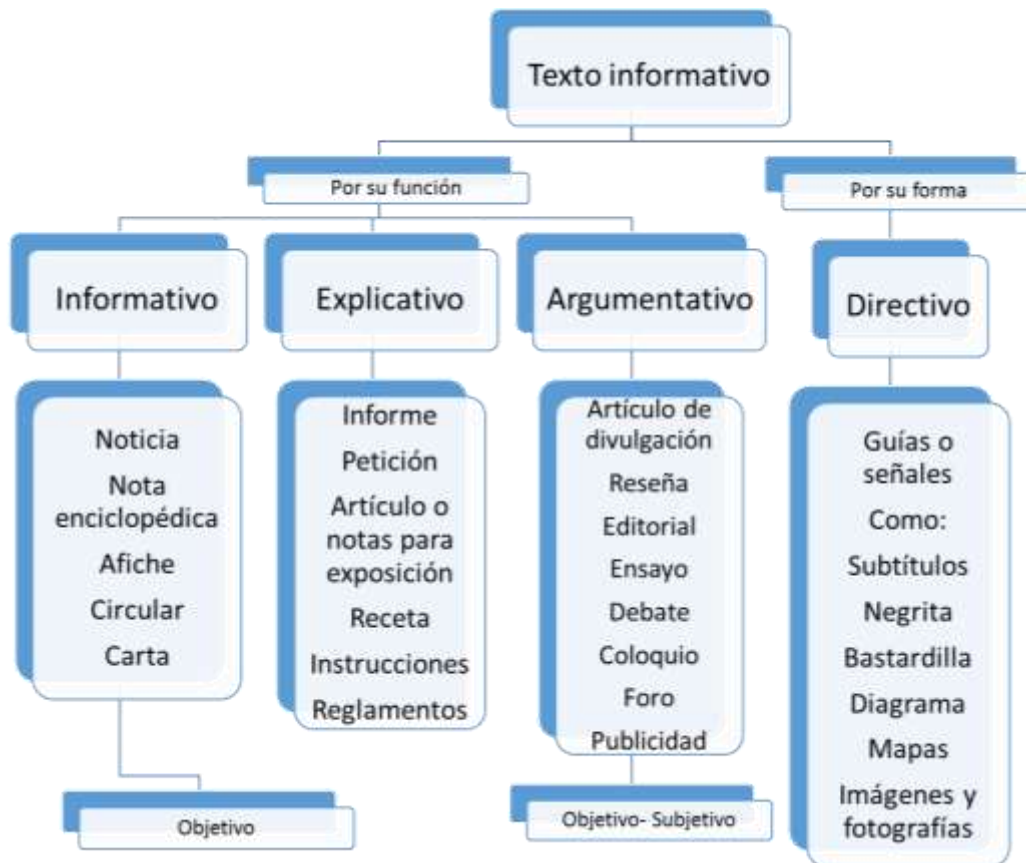 Texto informativo
Por su función
Por su forma
Informativo
Explicativo
Argumentativo
Directivo
Noticia
Nota
enciclopédica
Afiche
Circular
Carta
Informe
Petición
Artículo o
notas para
exposición
Receta
Instrucciones
Reglamentos
Artículo de
divulgación
Reseña
Editorial
Ensayo
Debate
Coloquio
Foro
Publicidad
Guías o
señales
Como:
Subtítulos
Negrita
Bastardilla
Diagrama
Mapas
Imágenes y
fotografías
Objetivo
Objetivo- Subjetivo